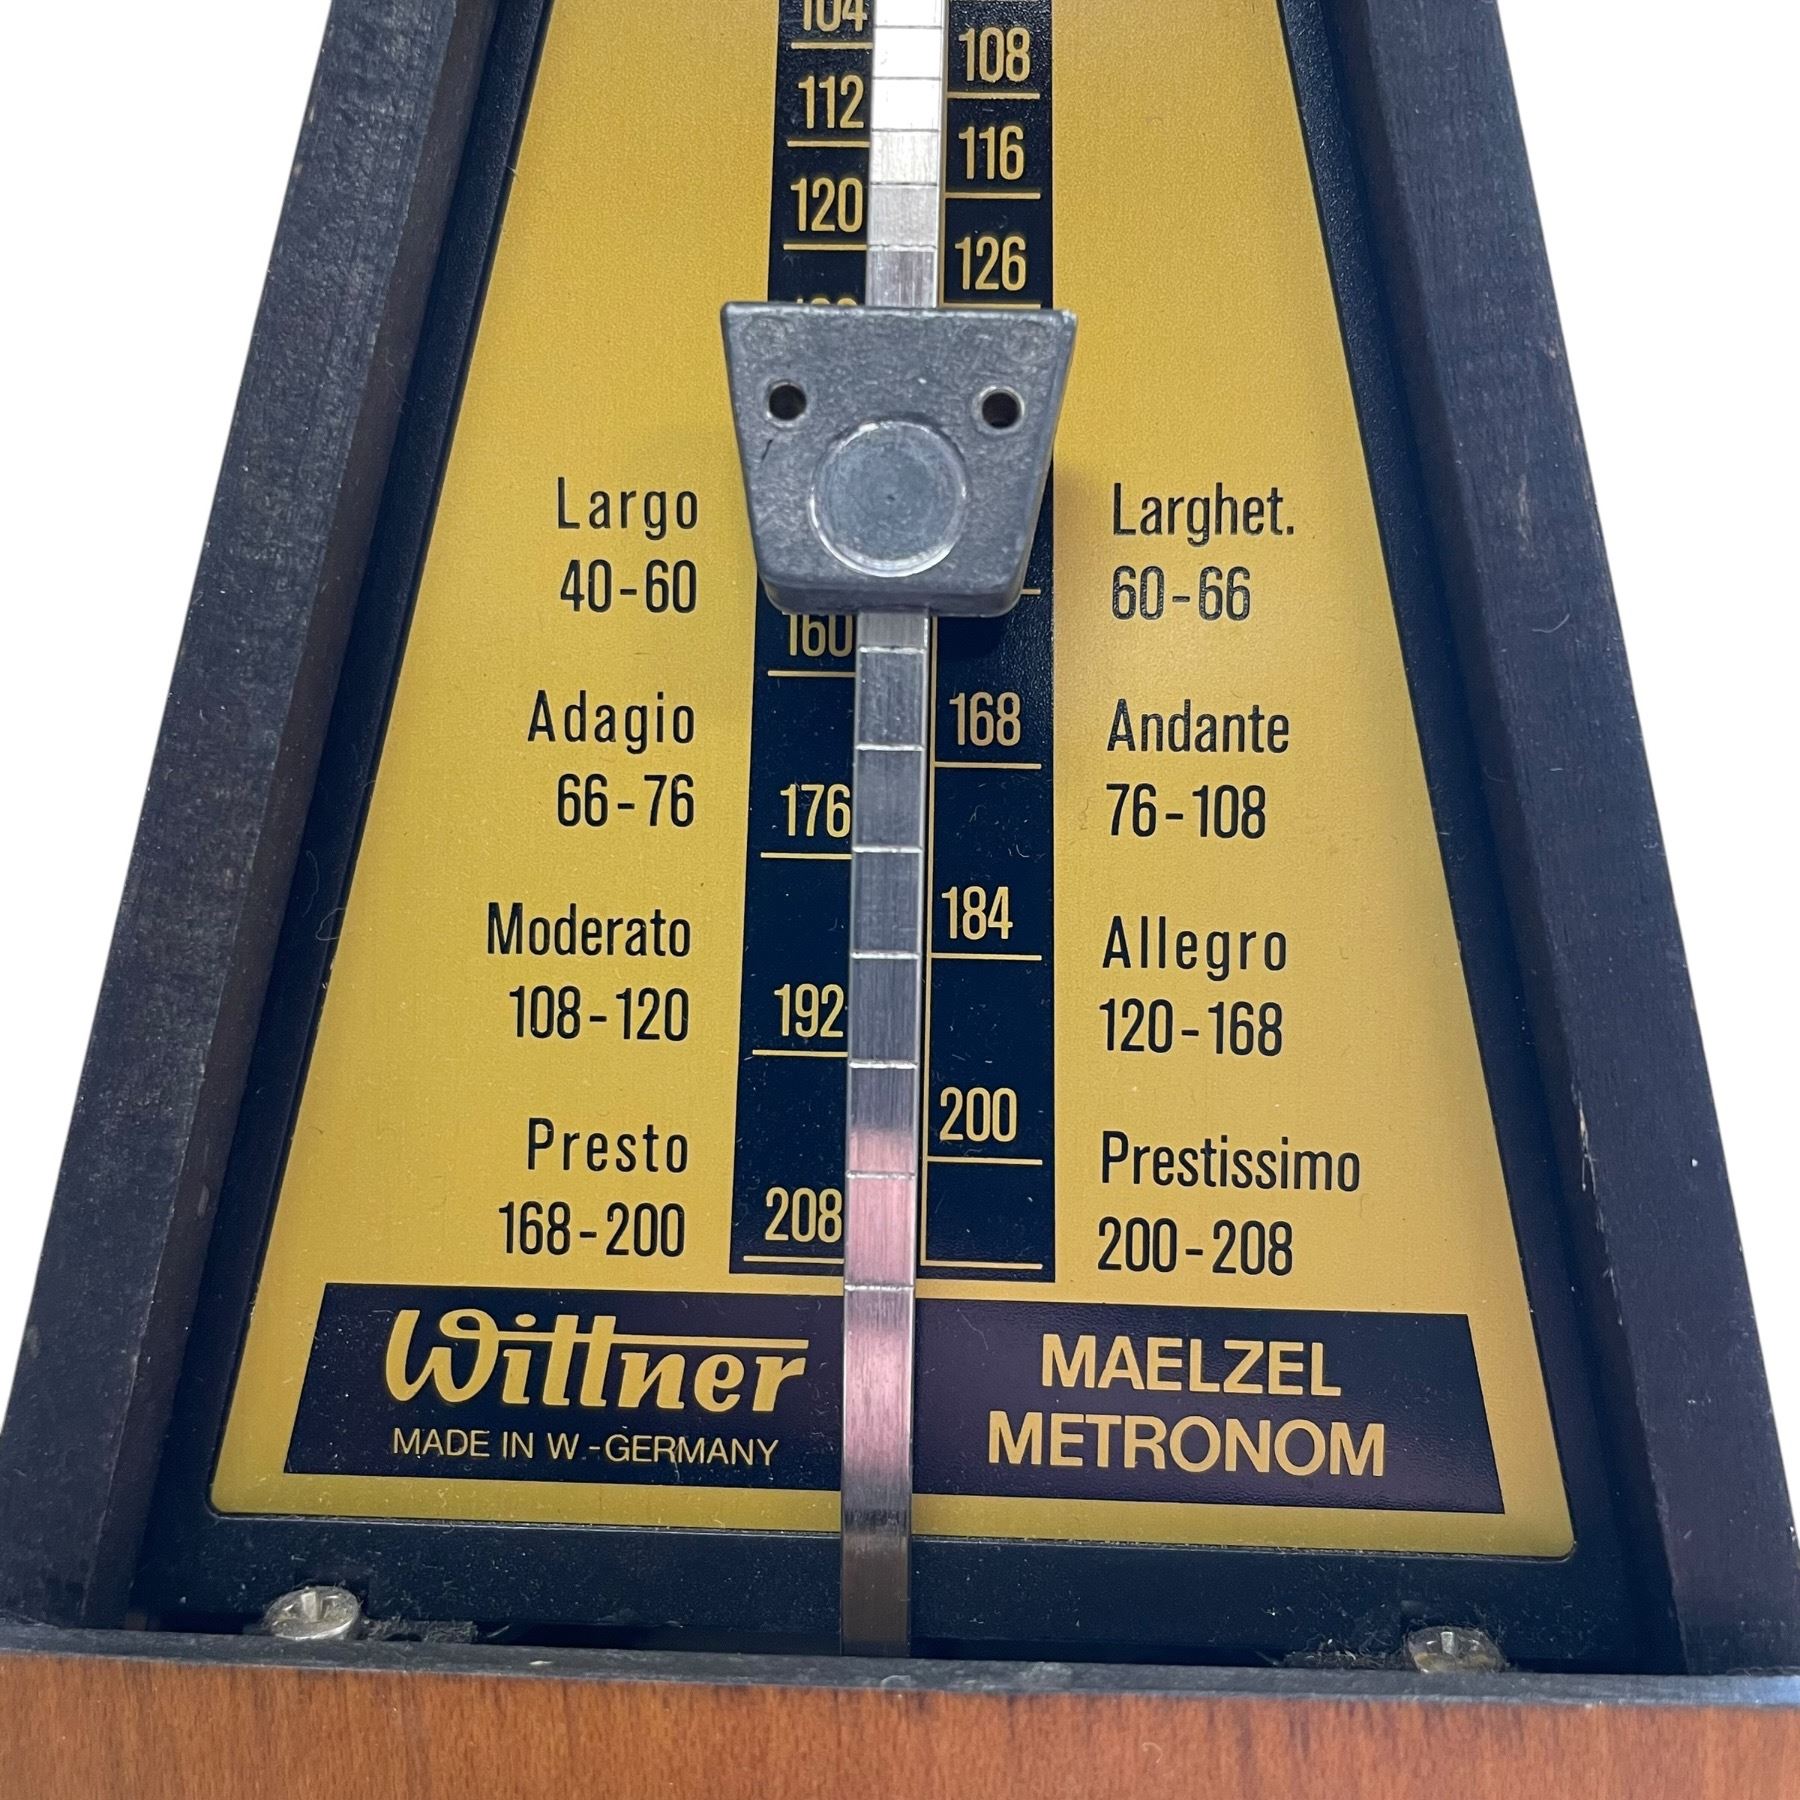 104
108
112
116
120
126
Largo
40-60
Larghet.
60-66
160
168
Adagio
66-76
Andante
76-108
176
184
Moderato
108-120
Allegro
120-168
192
200
Presto
168-200
Prestissimo
200-208
208
Wittner
MADE IN W-GERMANY
MAELZEL
METRONOM